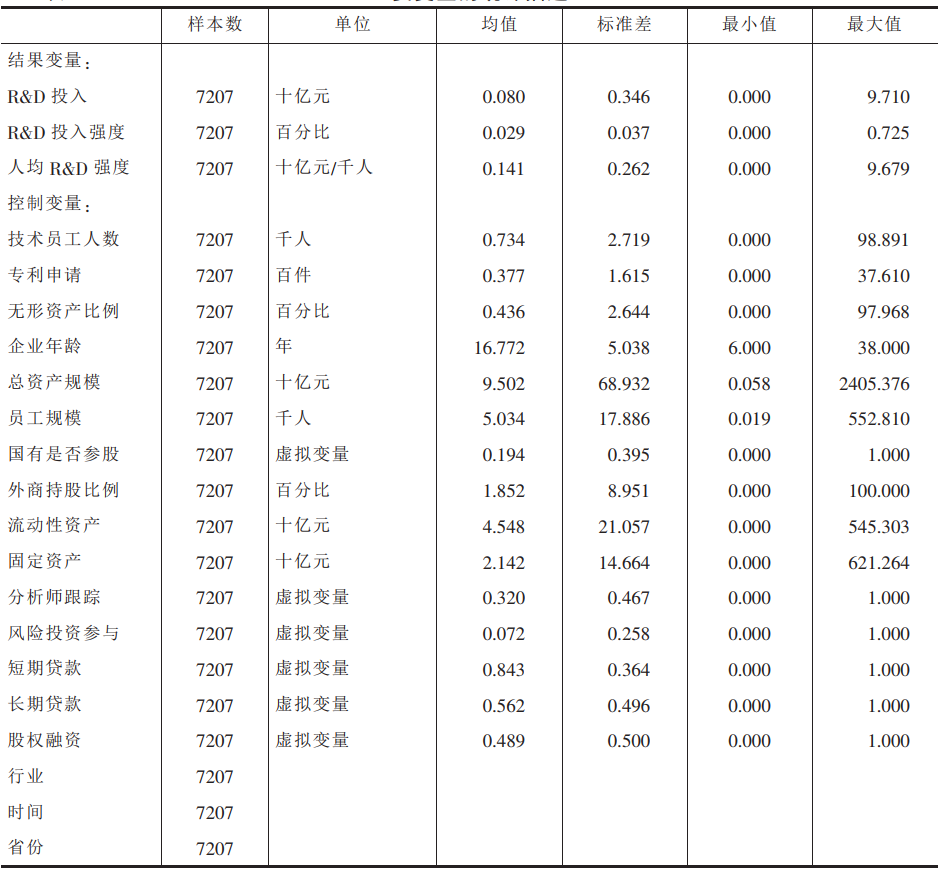 样本数 单位 均值 标准差 最小值 最大值
结果变量：
R&D 投入 7207 十亿元 0.080 0.346 0.000 9.710
R&D 投入强度 7207 百分比 0.029 0.037 0.000 0.725
人均 R&D 强度 7207 十亿元/千人 0.141 0.262 0.000 9.679
控制变量：
技术员工人数 7207 千人 0.734 2.719 0.000 98.891
专利申请 7207 百件 0.377 1.615 0.000 37.610
无形资产比例 7207 百分比 0.436 2.644 0.000 97.968
企业年龄 7207 年 16.772 5.038 6.000 38.000
总资产规模 7207 十亿元 9.502 68.932 0.058 2405.376
员工规模 7207 千人 5.034 17.886 0.019 552.810
国有是否参股 7207 虚拟变量 0.194 0.395 0.000 1.000
外商持股比例 7207 百分比 1.852 8.951 0.000 100.000
流动性资产 7207 十亿元 4.548 21.057 0.000 545.303
固定资产 7207 十亿元 2.142 14.664 0.000 621.264
分析师跟踪 7207 虚拟变量 0.320 0.467 0.000 1.000
风险投资参与 7207 虚拟变量 0.072 0.258 0.000 1.000
短期贷款 7207 虚拟变量 0.843 0.364 0.000 1.000
长期贷款 7207 虚拟变量 0.562 0.496 0.000 1.000
股权融资 7207 虚拟变量 0.489 0.500 0.000 1.000
行业 7207
时间 7207
省份 7207